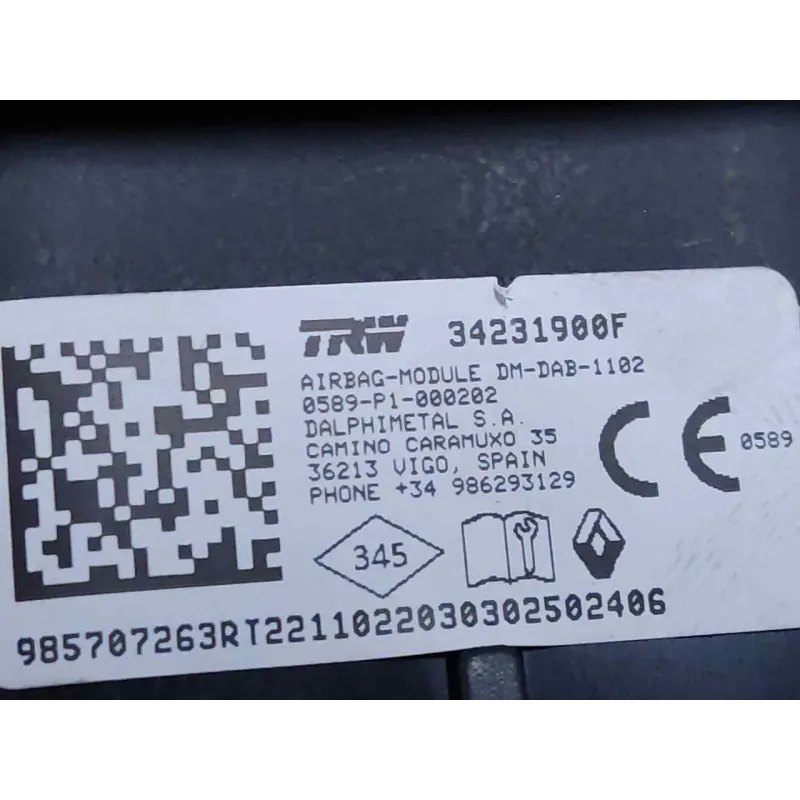 TRW 34231900F
AIRBAG-MODULE DM-DAB-1102
0589-P1-000202
DALPHIMETAL S.A.
CAMINO CARAMUXO 35
36213 VIGO, SPAIN
PHONE +34 986293129
CE 0589
345
985707263RT2211022030302502406